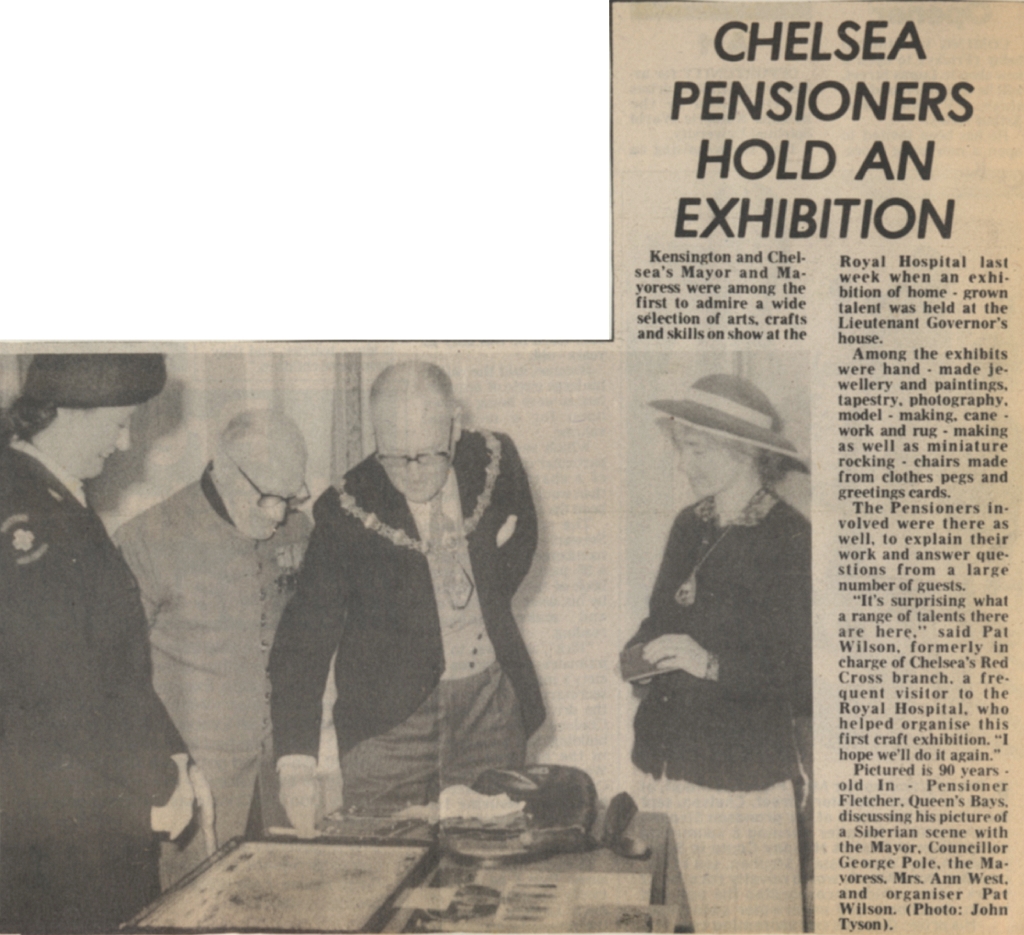 CHELSEA
PENSIONERS
HOLD AN
EXHIBITION
Kensington and Chel-
sea's Mayor and Ma-
yoress were among the
first to admire a wide
selection of arts, crafts
and skills on show at the
Royal Hospital last
week when an exhi-
bition of home - grown
talent was held at the
Lieutenant Governor's
house.
Among the exhibits
were hand - made je-
wellery and paintings,
tapestry, photography,
model - making, cane -
work and rug - making
as well as miniature
rocking - chairs made
from clothes pegs and
greetings cards.
The Pensioners in-
volved were there as
well, to explain their
work and answer que-
stions from a large
number of guests.
"It's surprising what
a range of talents there
are here," said Pat
Wilson, formerly in
charge of Chelsea's Red
Cross branch, a fre-
quent visitor to the
Royal Hospital, who
helped organise this
first craft exhibition. "I
hope we'll do it again."
Pictured is 90 years -
old In - Pensioner
Fletcher, Queen's Bays,
discussing his picture of
a Siberian scene with
the Mayor, Councillor
George Pole, the Ma-
yoress, Mrs. Ann West,
and organiser Pat
Wilson. (Photo: John
Tyson).